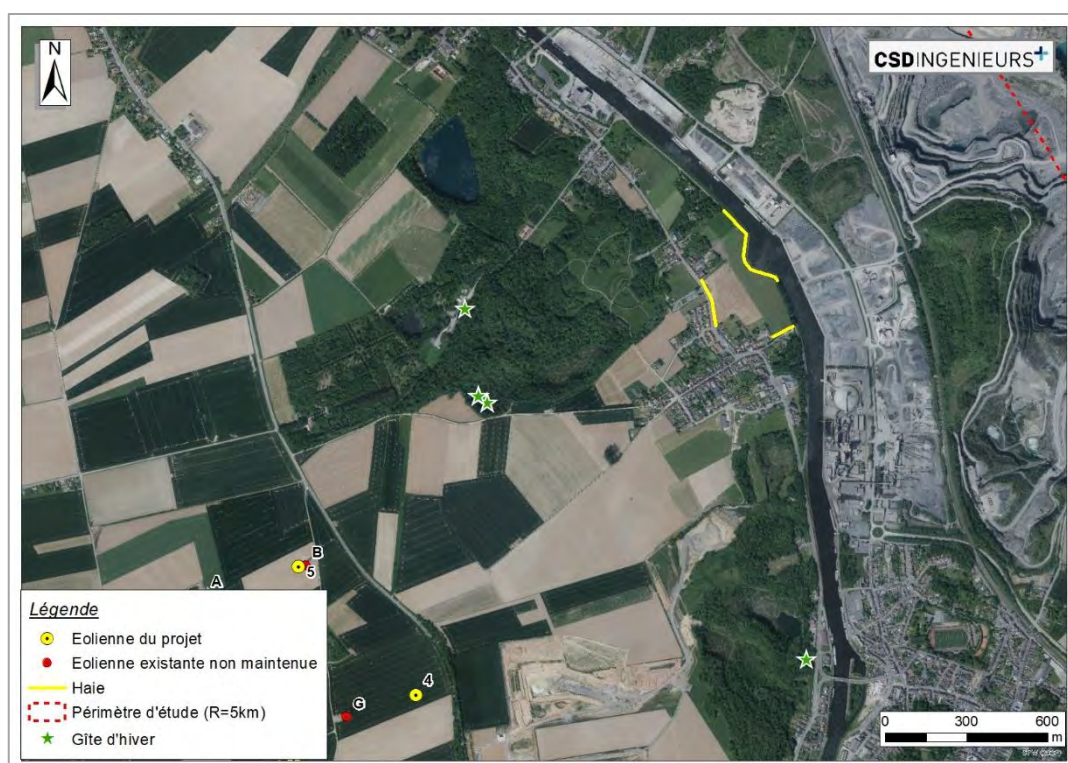 N
CSDINGENIEURS+
B
5
A
4
G
Légende
Eolienne du projet
Eolienne existante non maintenue
Haie
Périmètre d'étude (R=5km)
Gîte d'hiver
0 300 600
m